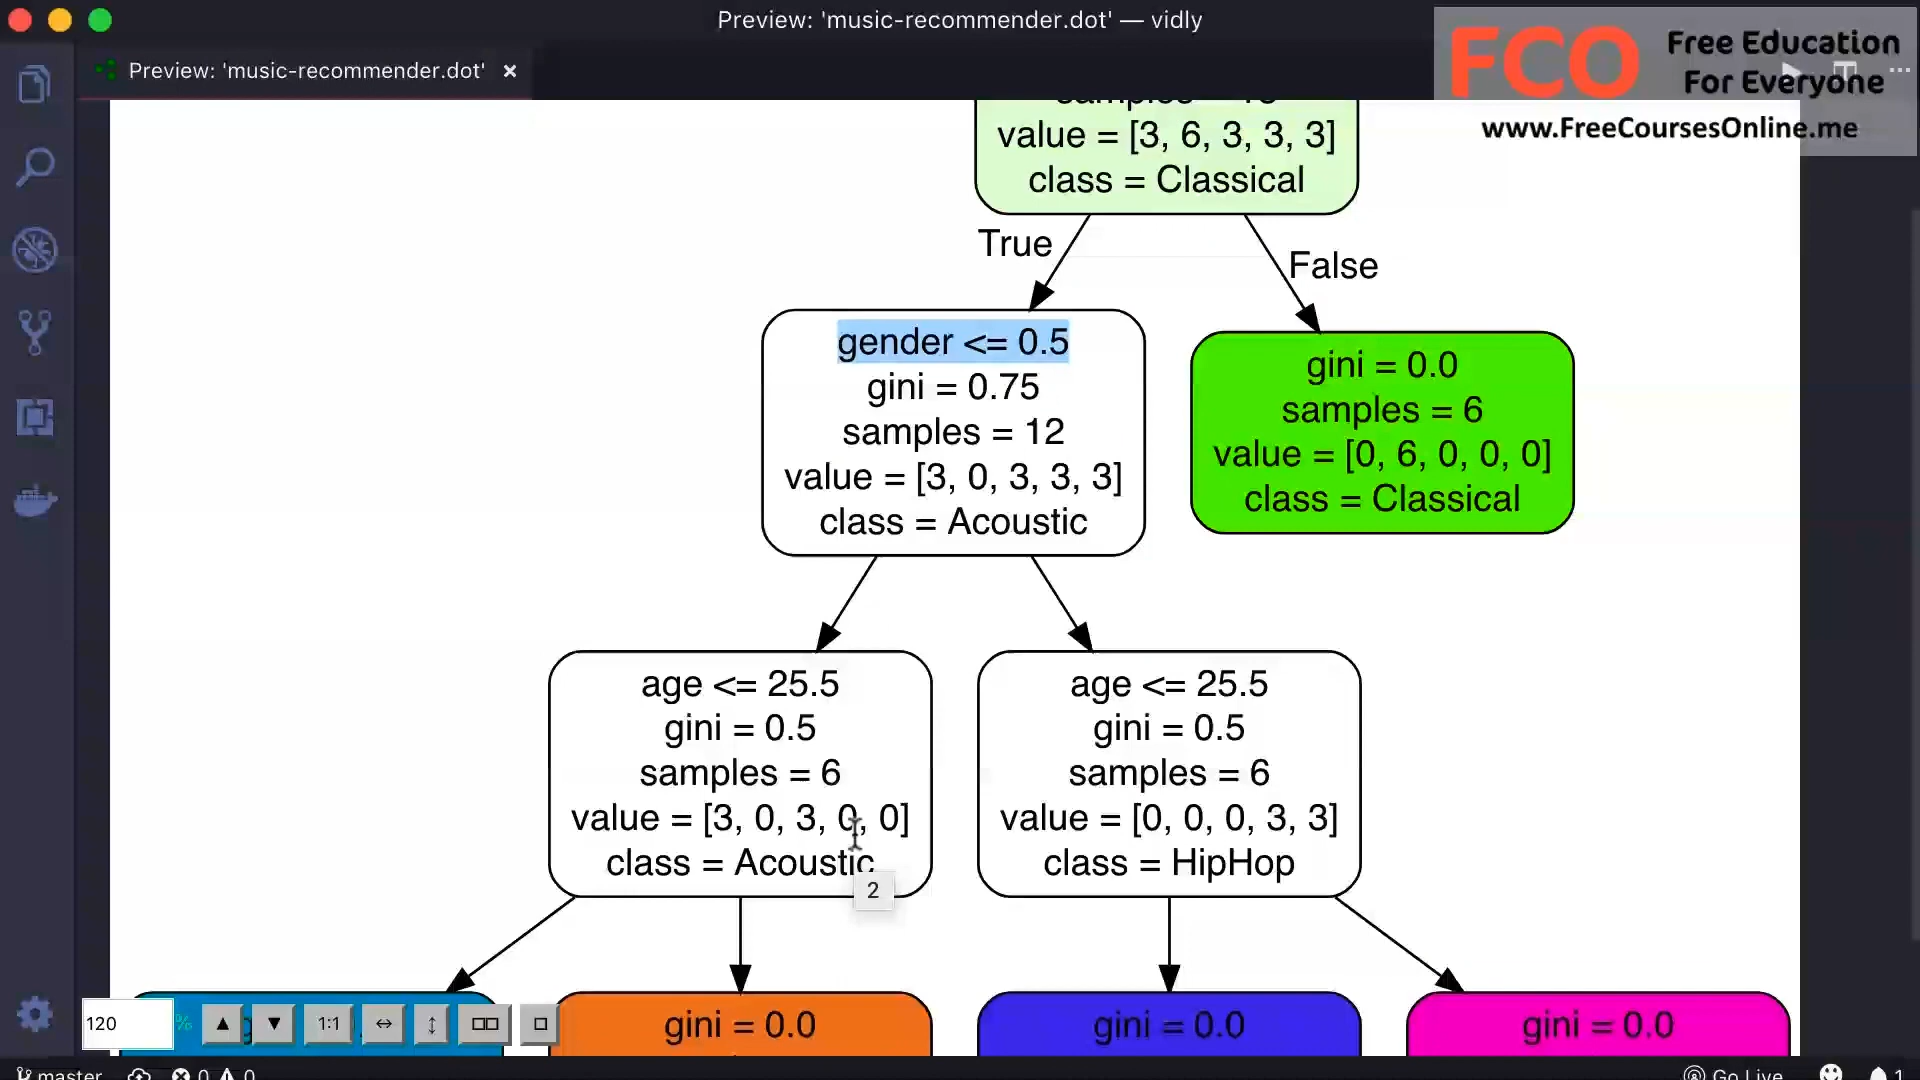 Preview: 'music-recommender.dot' — vidly
Preview: 'music-recommender.dot' ×
FCO Free Education
For Everyone
www.FreeCoursesOnline.me
value = [3, 6, 3, 3, 3]
class = Classical
True
False
gender <= 0.5
gini = 0.75
samples = 12
value = [3, 0, 3, 3, 3]
class = Acoustic
gini = 0.0
samples = 6
value = [0, 6, 0, 0, 0]
class = Classical
age <= 25.5
gini = 0.5
samples = 6
value = [3, 0, 3, 0, 0]
class = Acoustic
2
age <= 25.5
gini = 0.5
samples = 6
value = [0, 0, 0, 3, 3]
class = HipHop
120 %
1:1
gini = 0.0
gini = 0.0
gini = 0.0
master
0
0
Go Live
1